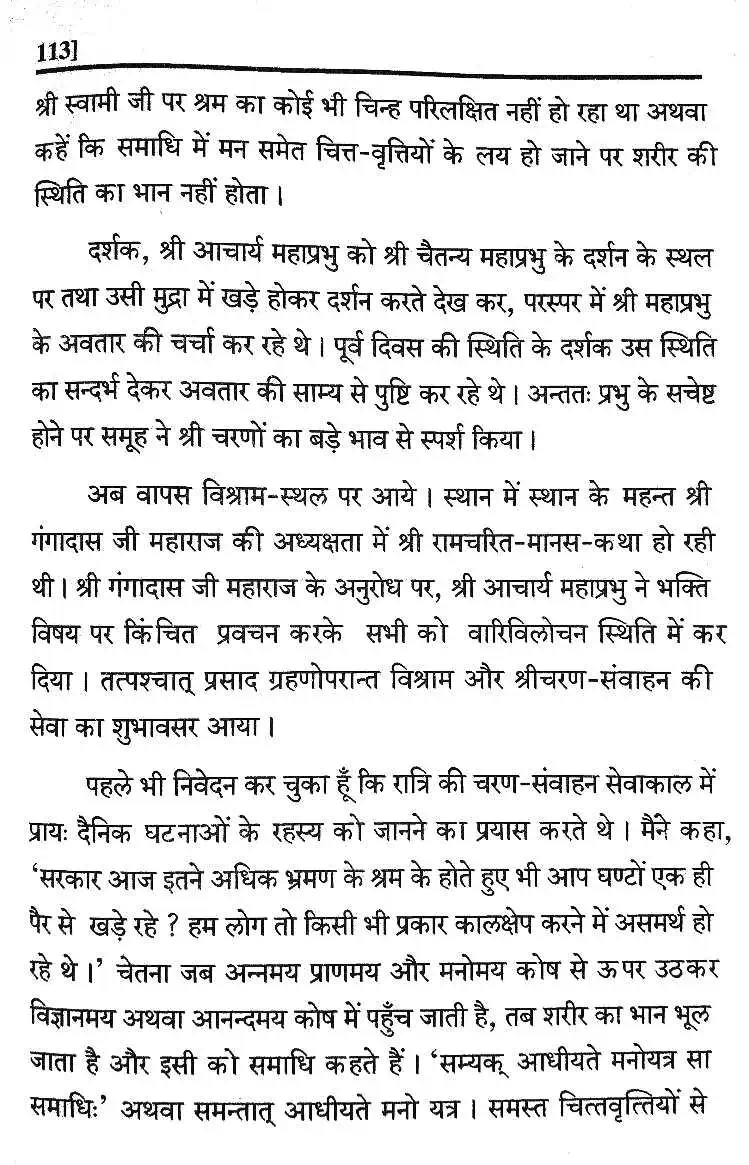 113]
श्री स्वामी जी पर श्रम का कोई भी चिन्ह परिलक्षित नहीं हो रहा था अथवा
कहें कि समाधि में मन समेत चित्त-वृत्तियों के लय हो जाने पर शरीर की
स्थिति का भान नहीं होता ।
दर्शक, श्री आचार्य महाप्रभु को श्री चैतन्य महाप्रभु के दर्शन के स्थल
पर तथा उसी मुद्रा में खड़े होकर दर्शन करते देख कर, परस्पर में श्री महाप्रभु
के अवतार की चर्चा कर रहे थे । पूर्व दिवस की स्थिति के दर्शक उस स्थिति
का सन्दर्भ देकर अवतार की साम्य से पुष्टि कर रहे थे । अन्ततः प्रभु के सचेष्ट
होने पर समूह ने श्री चरणों का बड़े भाव से स्पर्श किया ।
अब वापस विश्राम-स्थल पर आये । स्थान में स्थान के महन्त श्री
गंगादास जी महाराज की अध्यक्षता में श्री रामचरित-मानस-कथा हो रही
थी । श्री गंगादास जी महाराज के अनुरोध पर, श्री आचार्य महाप्रभु ने भक्ति
विषय पर किंचित प्रवचन करके सभी को वारिविलोचन स्थिति में कर
दिया । तत्पश्चात् प्रसाद ग्रहणोपरान्त विश्राम और श्रीचरण-संवाहन की
सेवा का शुभावसर आया ।
पहले भी निवेदन कर चुका हूँ कि रात्रि की चरण-संवाहन सेवाकाल में
प्रायः दैनिक घटनाओं के रहस्य को जानने का प्रयास करते थे । मैंने कहा,
‘सरकार आज इतने अधिक भ्रमण के श्रम के होते हुए भी आप घण्टों एक ही
पैर से खड़े रहे ? हम लोग तो किसी भी प्रकार कालक्षेप करने में असमर्थ हो
रहे थे ।’ चेतना जब अन्नमय प्राणमय और मनोमय कोष से ऊपर उठकर
विज्ञानमय अथवा आनन्दमय कोष में पहुँच जाती है, तब शरीर का भान भूल
जाता है और इसी को समाधि कहते हैं । ‘सम्यक् आधीयते मनोयत्र सा
समाधिः’ अथवा समन्तात् आधीयते मनो यत्र । समस्त चित्तवृत्तियों से